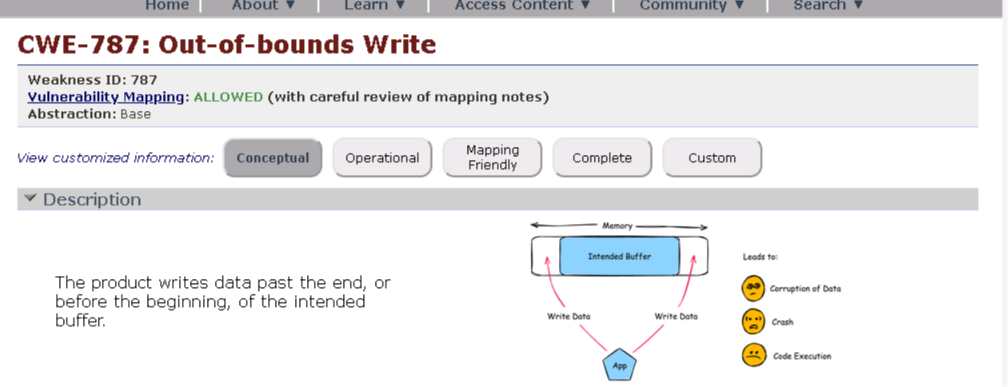 Home About ▼ Learn ▼ Access Content ▼ Community ▼ Search ▼
CWE-787: Out-of-bounds Write
Weakness ID: 787
Vulnerability Mapping: ALLOWED (with careful review of mapping notes)
Abstraction: Base
View customized information:
Conceptual
Operational
Mapping
Friendly
Complete
Custom
Description
The product writes data past the end, or
before the beginning, of the intended
buffer.
Memory
Intended Buffer
Write Data
Write Data
App
Leads to:
Corruption of Data
Crash
Code Execution